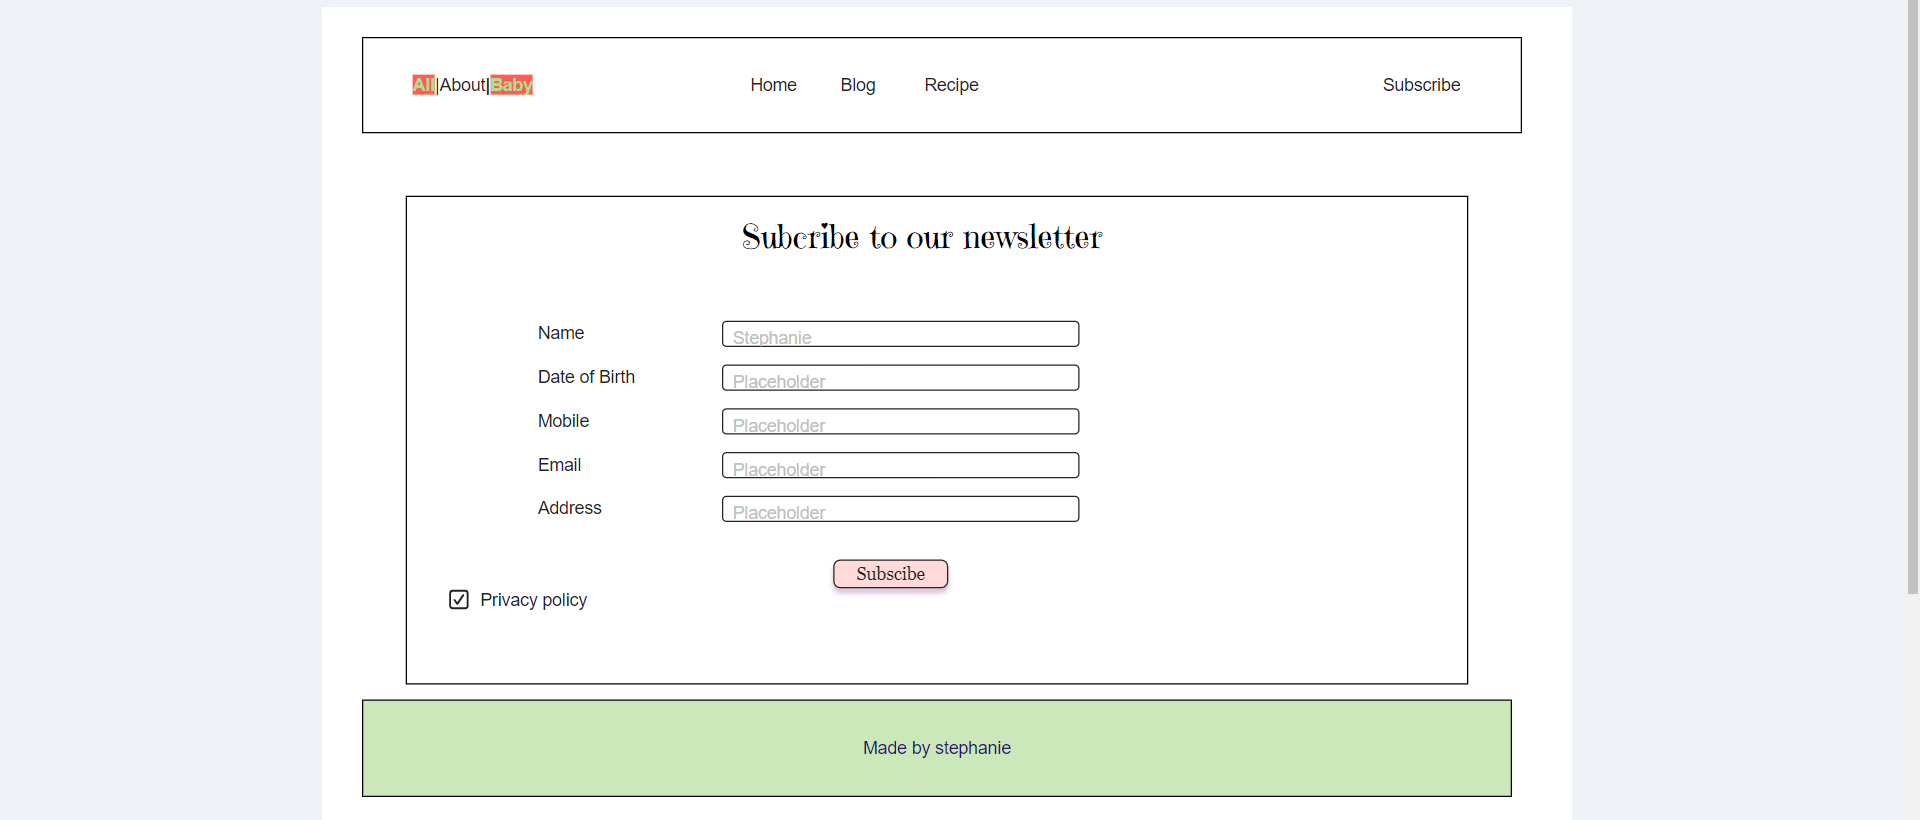 All|About|Baby Home Blog Recipe Subscribe
Subcribe to our newsletter
Name Stephanie
Date of Birth Placeholder
Mobile Placeholder
Email Placeholder
Address Placeholder
Subscibe
Privacy policy
Made by stephanie